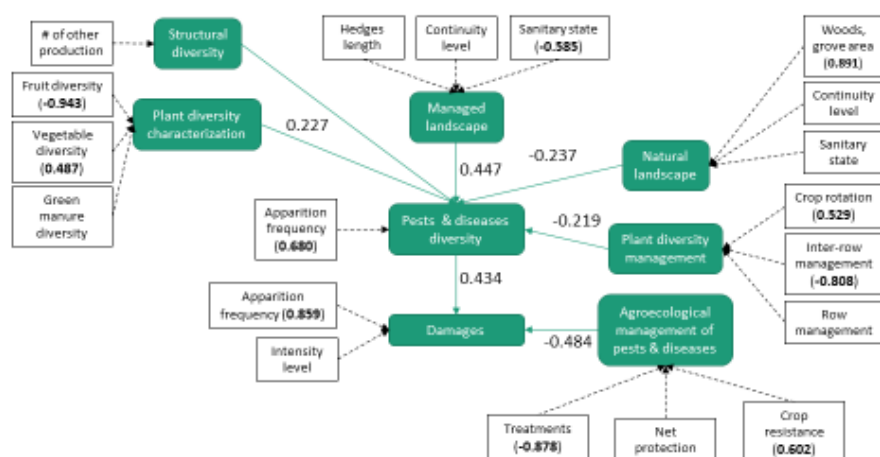 # of other
production
Structural
diversity
Fruit diversity
(-0.943)
Vegetable
diversity
(0.487)
Green
manure
diversity
Plant diversity
characterization
0.227
Hedges
length
Continuity
level
Sanitary state
(-0.585)
Managed
landscape
0.447
-0.237
Natural
landscape
Woods,
grove area
(0.891)
Continuity
level
Sanitary
state
Apparition
frequency
(0.680)
Pests & diseases
diversity
-0.219
Plant diversity
management
Crop rotation
(0.529)
Inter-row
management
(-0.808)
Row
management
0.434
Apparition
frequency (0.859)
Intensity
level
Damages
-0.484
Agroecological
management of
pests & diseases
Treatments
(-0.878)
Net
protection
Crop
resistance
(0.602)